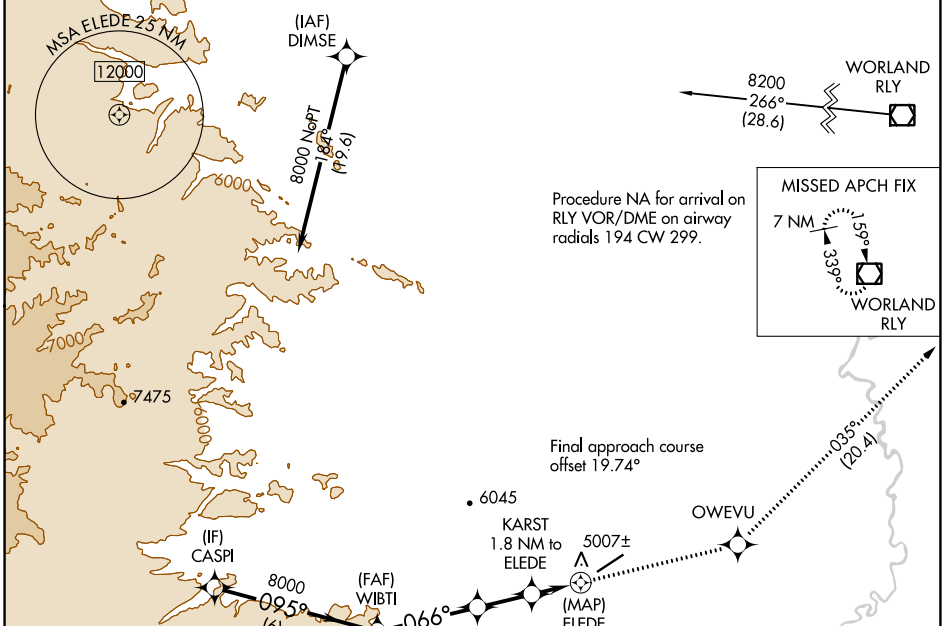 MSA ELEDE 25 NM
12000
(IAF)
DIMSE
8000 NoPT
184°
(19.6)
8200
266°
(28.6)
WORLAND
RLY
Procedure NA for arrival on
RLY VOR/DME on airway
radials 194 CW 299.
MISSED APCH FIX
7 NM
159°
339°
WORLAND
RLY
6000
7000
7475
6000
Final approach course
offset 19.74°
035°
(20.4)
6045
OWEVU
KARST
1.8 NM to
ELEDE
5007±
(IF)
CASPI
8000
095°
(FAF)
WIBTI
066°
(MAP)
ELEDE